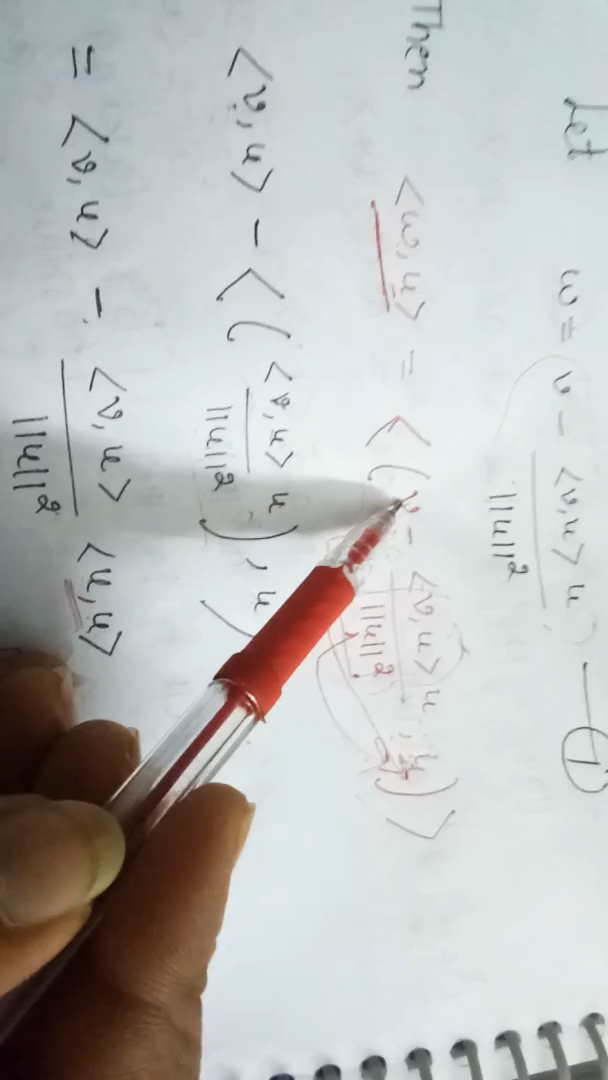 Let w = v - <v,u> u / ||u||² — ①
Then <w,u> = <(v - <v,u> u / ||u||² , u)>
<v,u> - <(<v,u> u / ||u||²), u
= <v,u> - <v,u> / ||u||² <u,u>